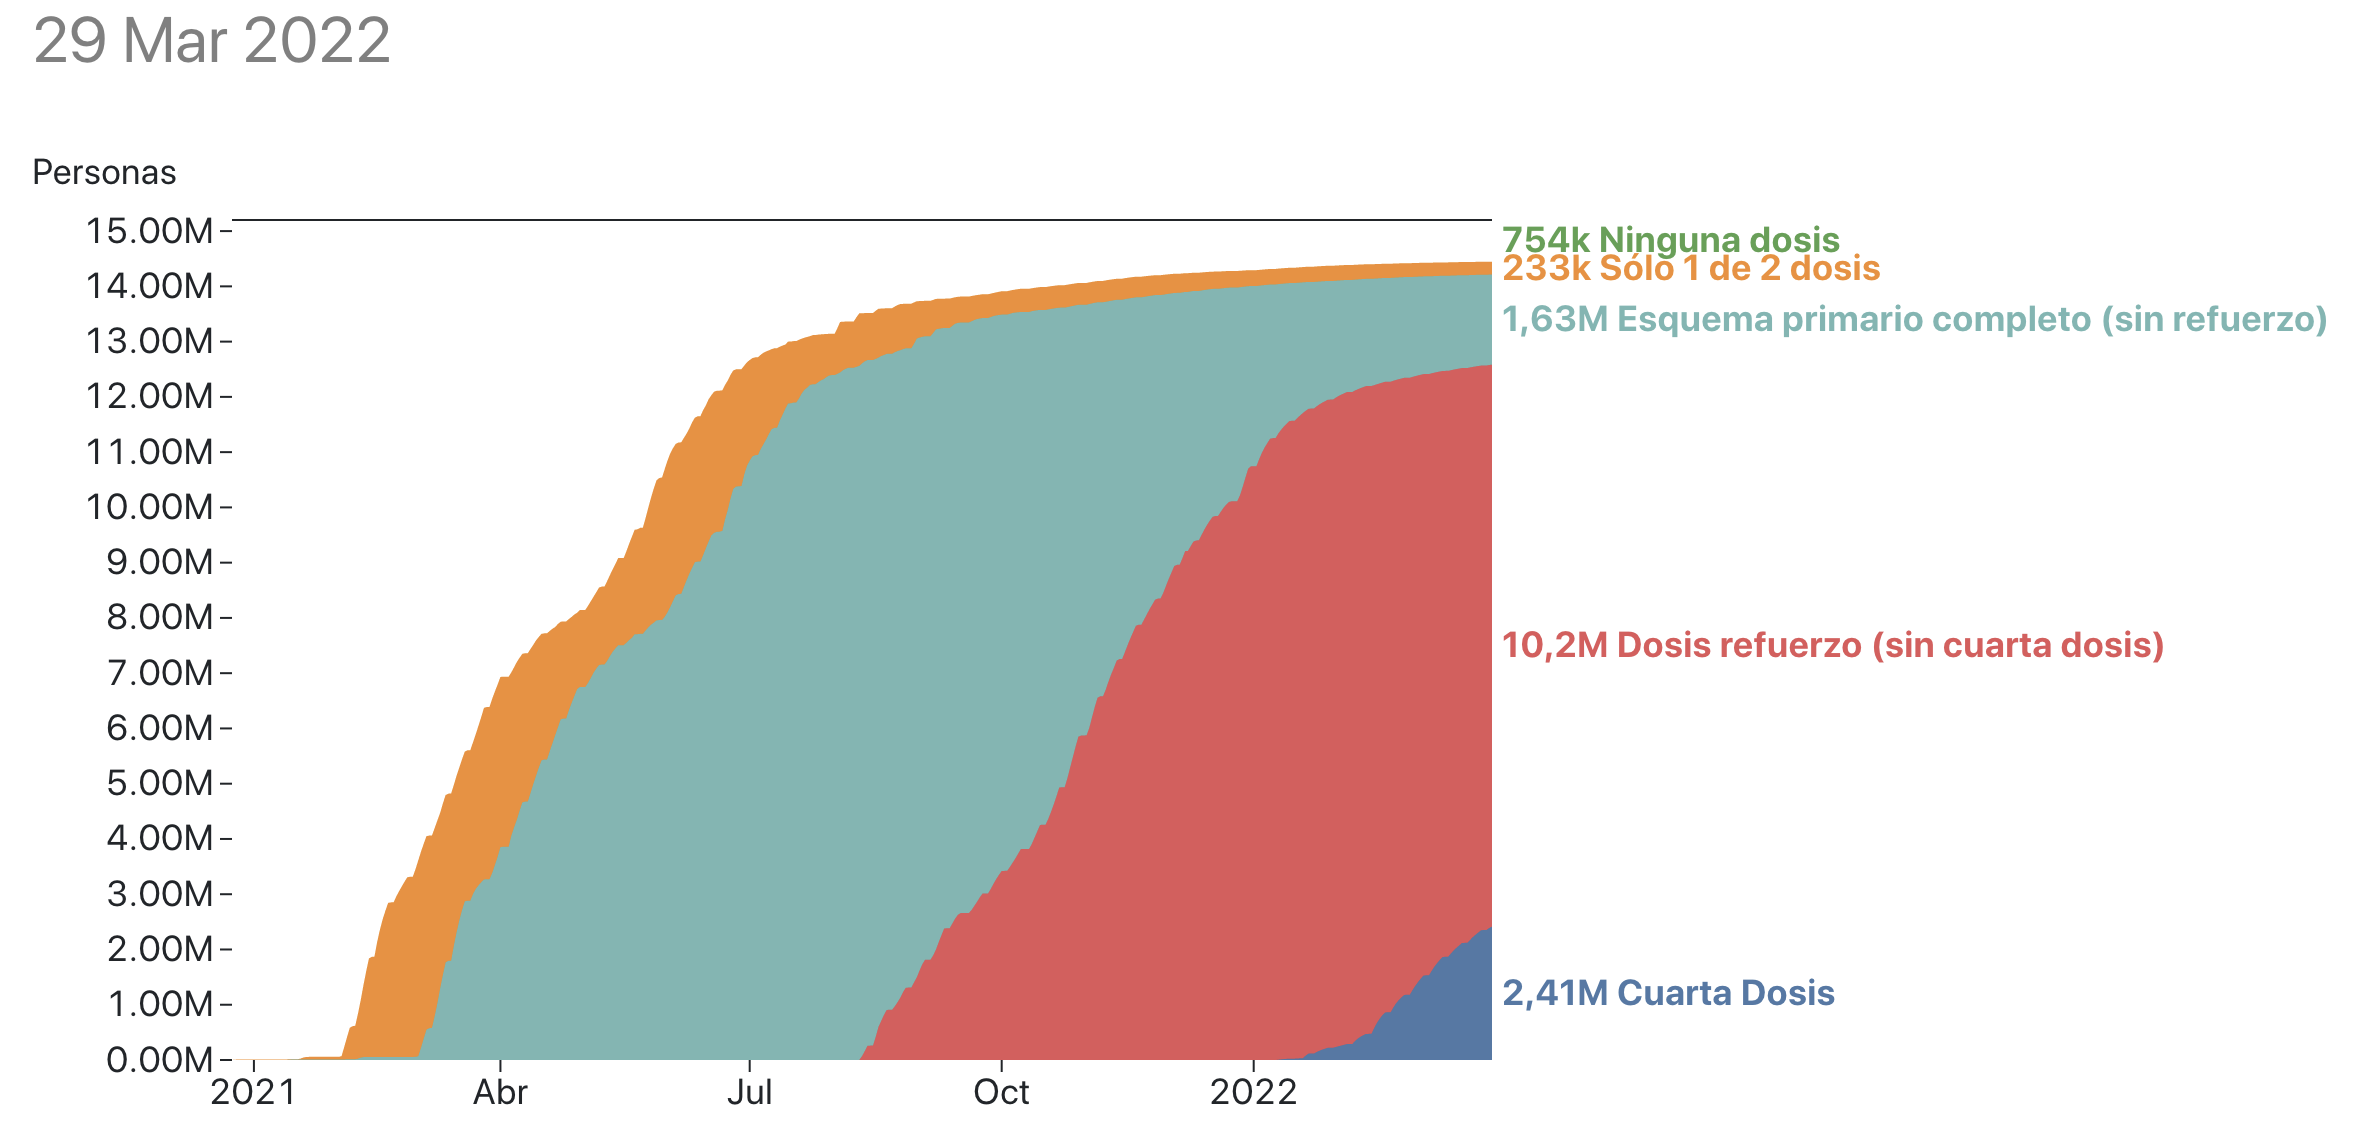 29 Mar 2022
Personas
15.00M
14.00M
13.00M
12.00M
11.00M
10.00M
9.00M
8.00M
7.00M
6.00M
5.00M
4.00M
3.00M
2.00M
1.00M
0.00M
2021 Abr Jul Oct 2022
754k Ninguna dosis
233k Sólo 1 de 2 dosis
1,63M Esquema primario completo (sin refuerzo)
10,2M Dosis refuerzo (sin cuarta dosis)
2,41M Cuarta Dosis